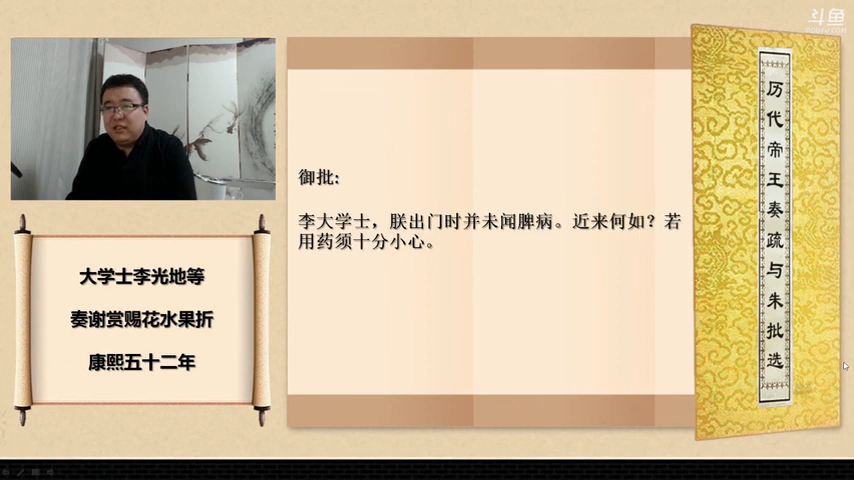 斗鱼
御批:
李大学士，朕出门时并未闻脾病。近来何如？若
用药须十分小心。
大学士李光地等
奏谢赏赐花水果折
康熙五十二年
历代帝王奏疏与朱批选